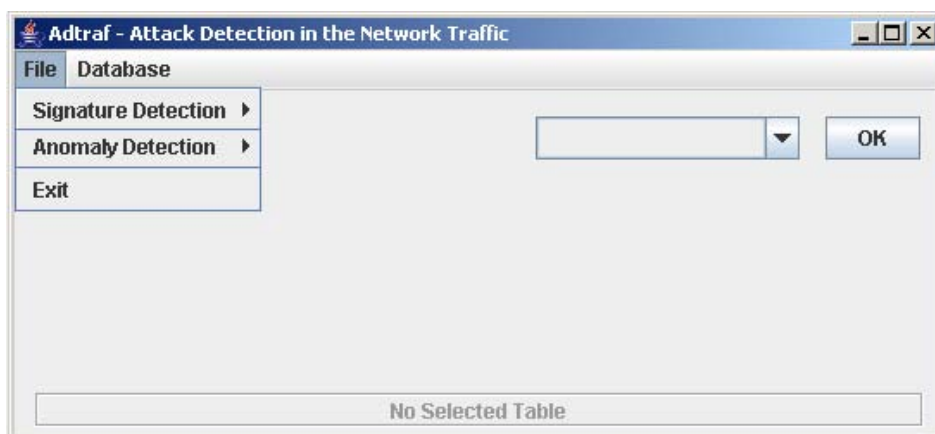 Adtraf - Attack Detection in the Network Traffic
File Database
Signature Detection
Anomaly Detection
OK
Exit
No Selected Table